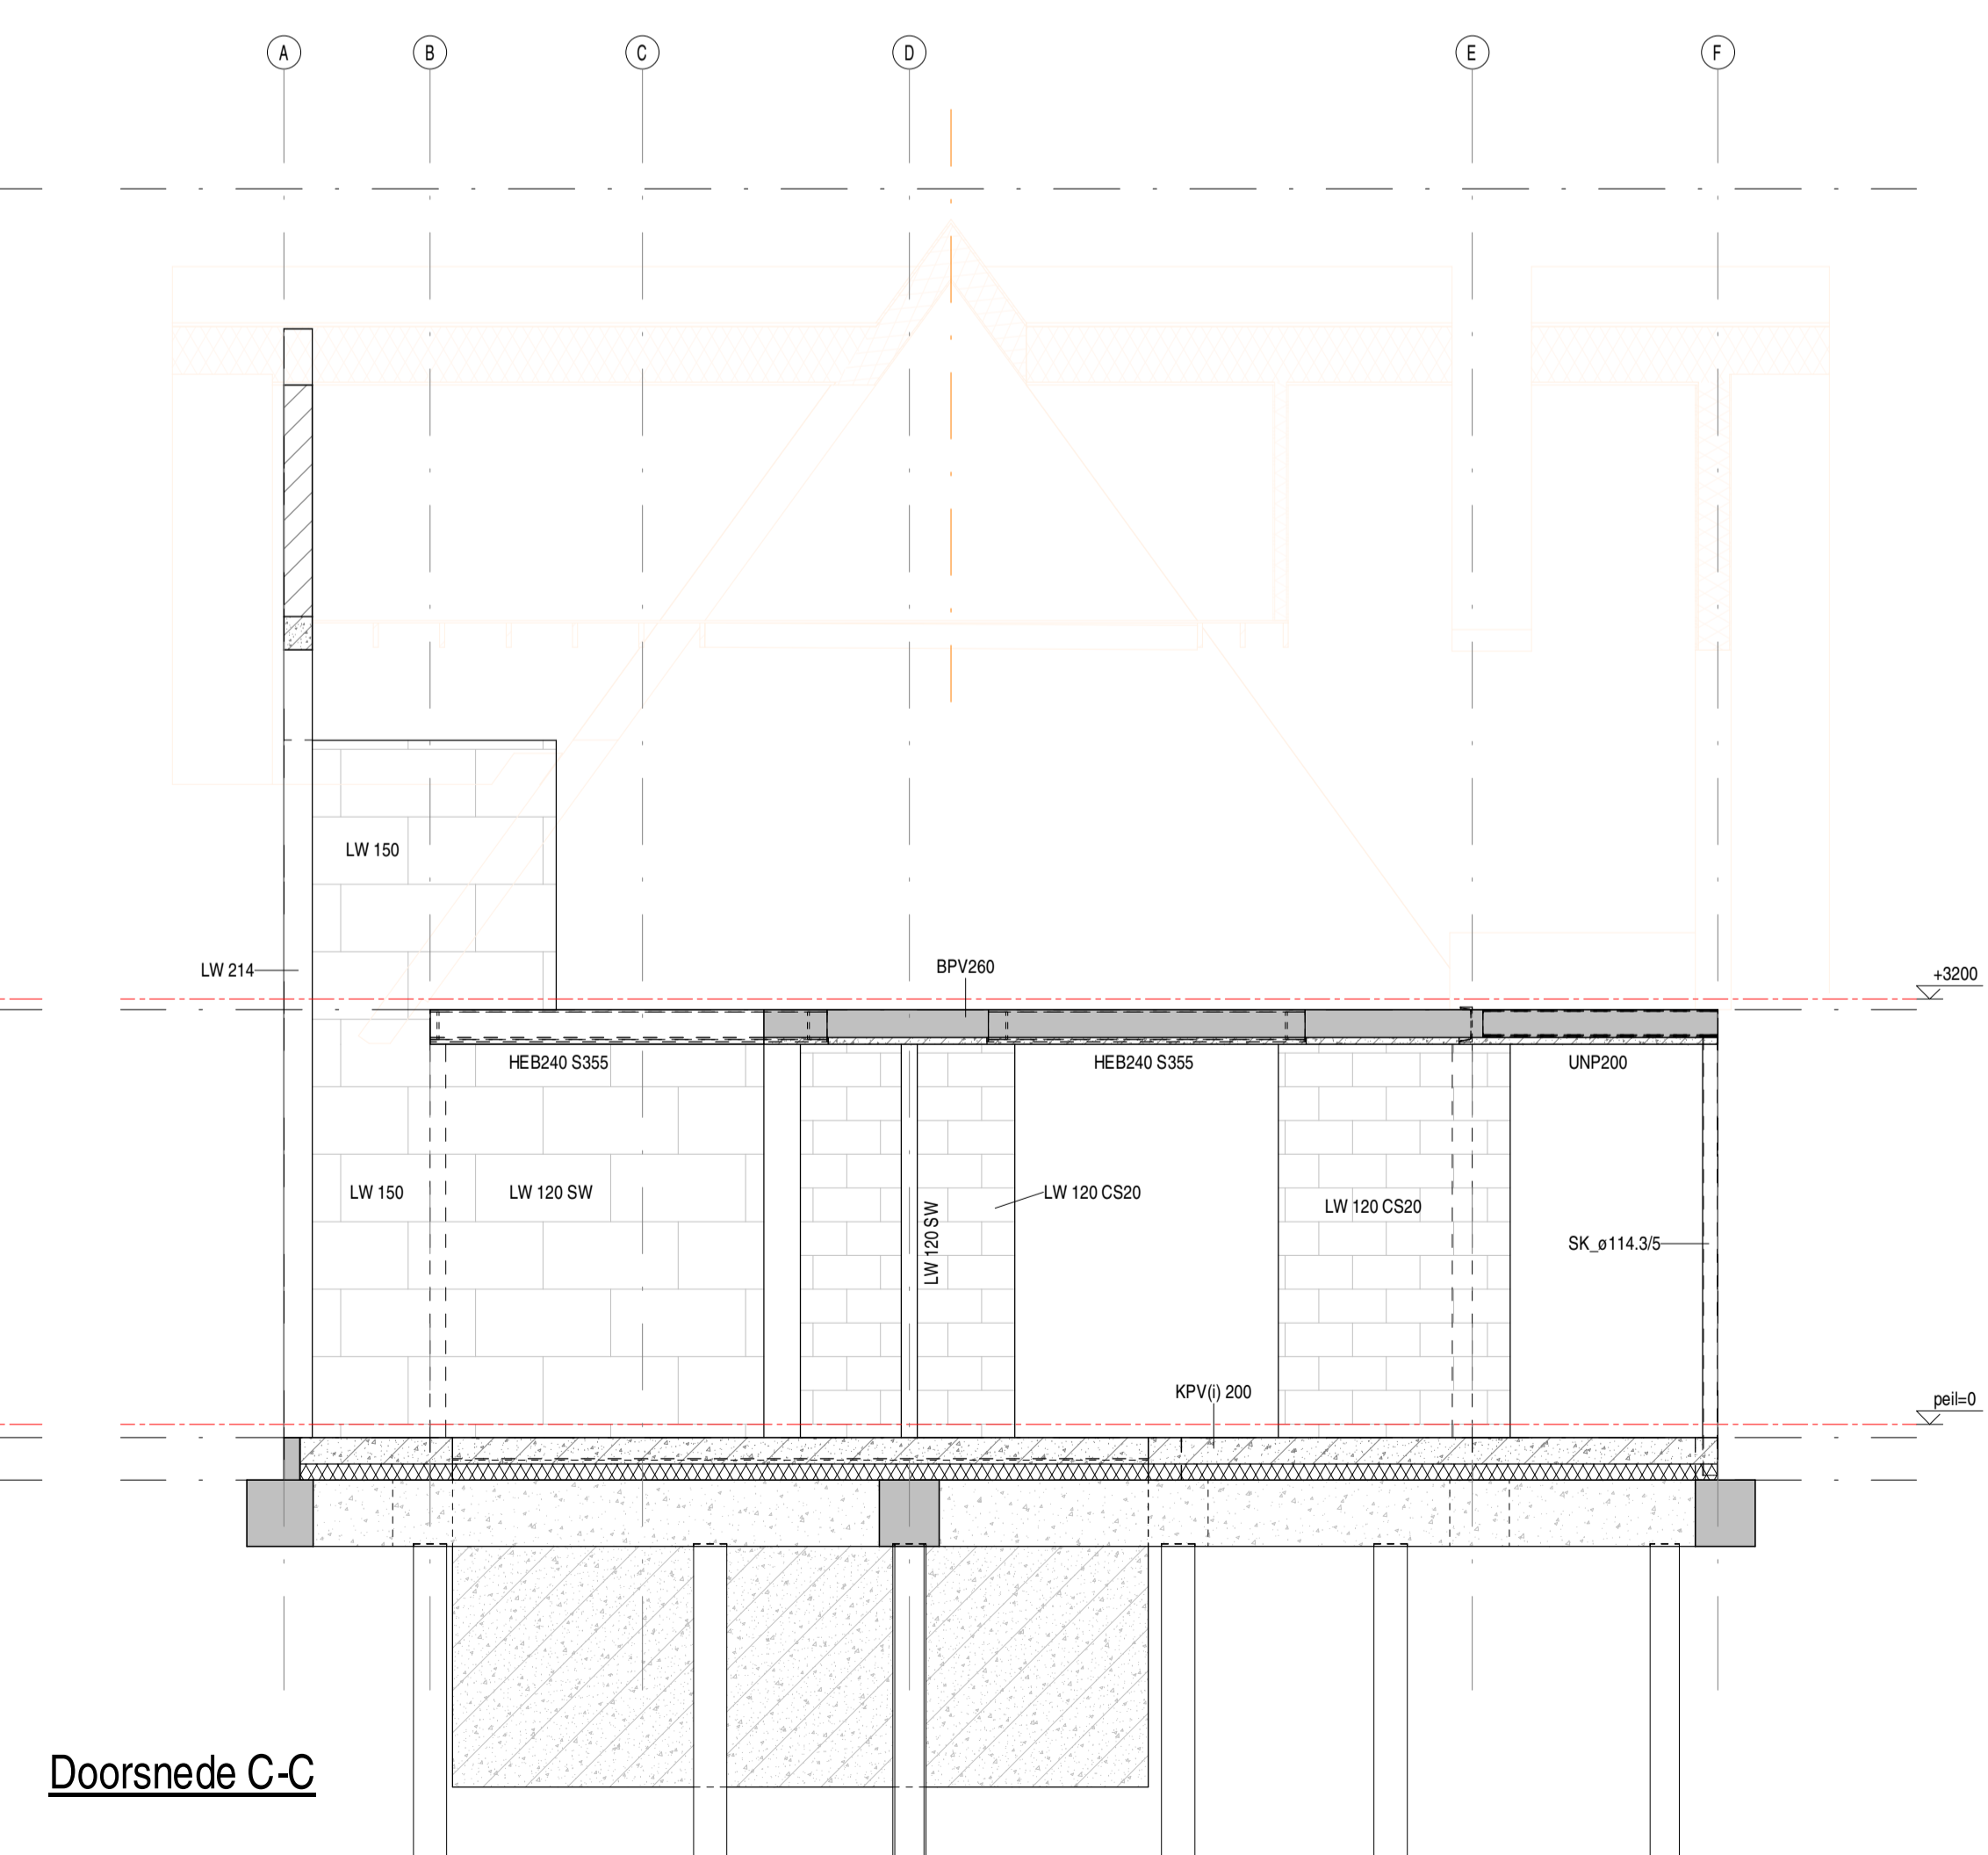 A B C D E F
LW 150
LW 214
BPV260
+3200
HEB240 S355
HEB240 S355
UNP200
LW 150
LW 120 SW
LW 120 SW
LW 120 CS20
LW 120 CS20
SK_ø114.3/5
KPV(i) 200
peil=0
Doorsnede C-C